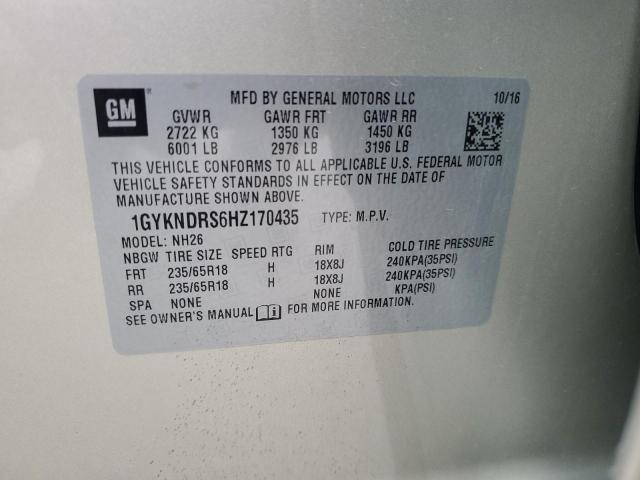 GM ® MFD BY GENERAL MOTORS LLC 10/16
GVWR GAWR FRT GAWR RR
2722 KG 1350 KG 1450 KG
6001 LB 2976 LB 3196 LB
THIS VEHICLE CONFORMS TO ALL APPLICABLE U.S. FEDERAL MOTOR
VEHICLE SAFETY STANDARDS IN EFFECT ON THE DATE OF
MANUFACTURE SHOWN ABOVE.
1GYKNDRS6HZ170435 TYPE: M.P.V.
MODEL: NH26
NBGW TIRE SIZE SPEED RTG RIM COLD TIRE PRESSURE
FRT 235/65R18 H 18X8J 240KPA(35PSI)
RR 235/65R18 H 18X8J 240KPA(35PSI)
SPA NONE NONE KPA(PSI)
SEE OWNER'S MANUAL i FOR MORE INFORMATION.